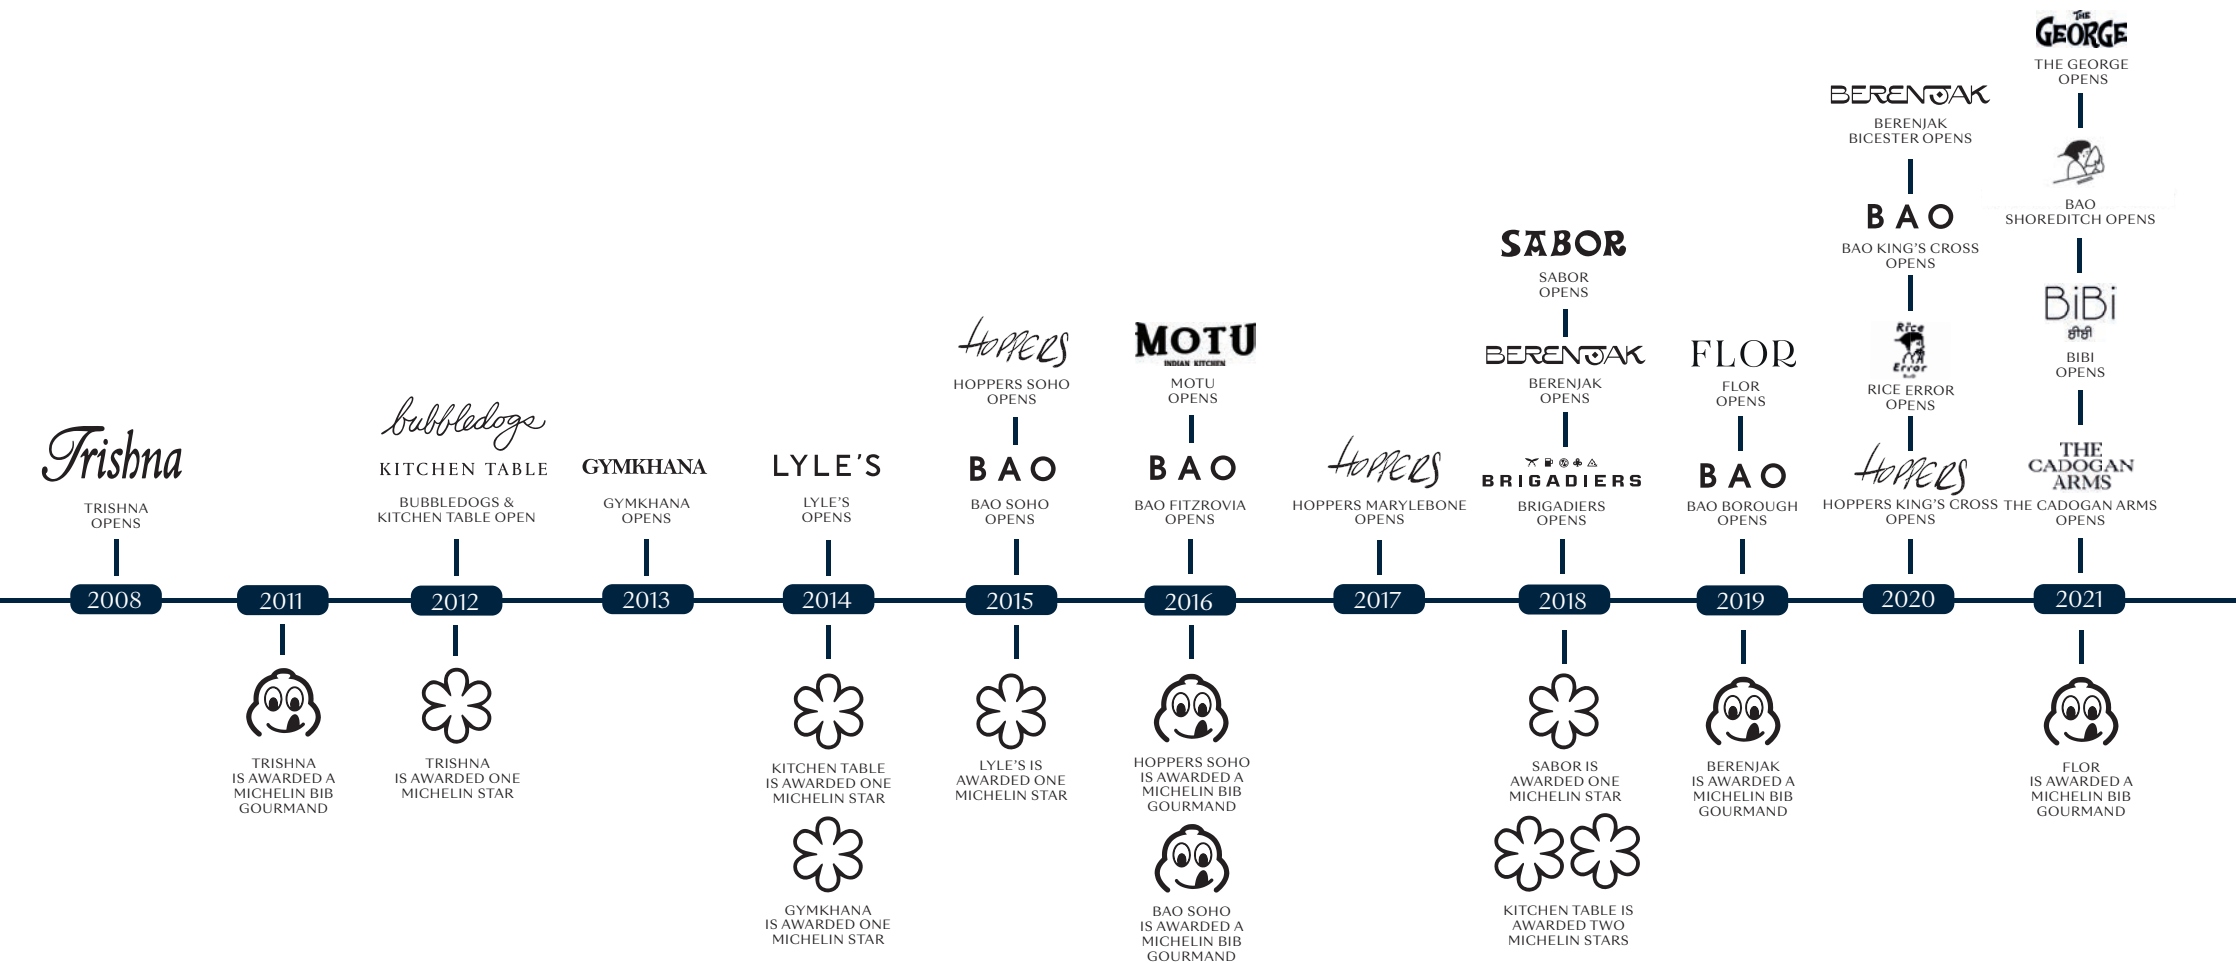 Trishna
TRISHNA
OPENS
2008
2011
TRISHNA
IS AWARDED A
MICHELIN BIB
GOURMAND
bubbledogs
KITCHEN TABLE
BUBBLEDOGS &
KITCHEN TABLE OPEN
2012
TRISHNA
IS AWARDED ONE
MICHELIN STAR
GYMKHANA
GYMKHANA
OPENS
2013
LYLE'S
LYLE'S
OPENS
2014
KITCHEN TABLE
IS AWARDED ONE
MICHELIN STAR
GYMKHANA
IS AWARDED ONE
MICHELIN STAR
HOPPERS
HOPPERS SOHO
OPENS
BAO
BAO SOHO
OPENS
2015
LYLE'S IS
AWARDED ONE
MICHELIN STAR
MOTU
INDIAN KITCHEN
MOTU
OPENS
BAO
BAO FITZROVIA
OPENS
2016
HOPPERS SOHO
IS AWARDED A
MICHELIN BIB
GOURMAND
BAO SOHO
IS AWARDED A
MICHELIN BIB
GOURMAND
HOPPERS
HOPPERS MARYLEBONE
OPENS
2017
SABOR
SABOR
OPENS
BERENJAK
BERENJAK
OPENS
BRIGADIERS
BRIGADIERS
OPENS
2018
SABOR IS
AWARDED ONE
MICHELIN STAR
KITCHEN TABLE IS
AWARDED TWO
MICHELIN STARS
FLOR
FLOR
OPENS
BAO
BAO BOROUGH
OPENS
2019
BERENJAK
IS AWARDED A
MICHELIN BIB
GOURMAND
BERENJAK
BERENJAK
BICESTER OPENS
BAO
BAO KING'S CROSS
OPENS
Rice
Error
RICE ERROR
OPENS
HOPPERS
HOPPERS KING'S CROSS
OPENS
2020
THE
GEORGE
THE GEORGE
OPENS
BAO
SHOREDITCH OPENS
BiBi
ਬੀਬੀ
BIBI
OPENS
THE
CADOGAN
ARMS
THE CADOGAN ARMS
OPENS
2021
FLOR
IS AWARDED A
MICHELIN BIB
GOURMAND